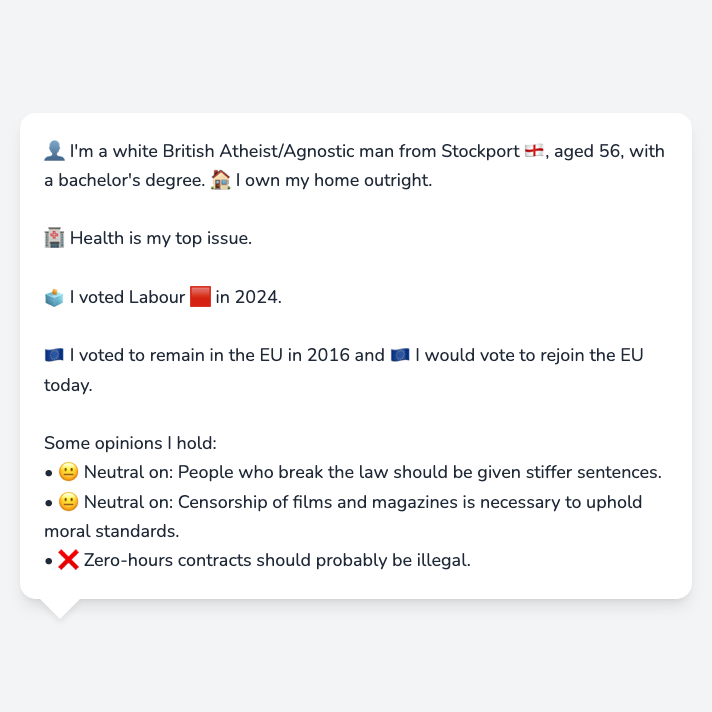 👤 I'm a white British Atheist/Agnostic man from Stockport 🏴󠁧󠁢󠁥󠁮󠁧󠁿, aged 56, with
a bachelor's degree. 🏠 I own my home outright.
🏥 Health is my top issue.
🗳️ I voted Labour 🟥 in 2024.
🇪🇺 I voted to remain in the EU in 2016 and 🇪🇺 I would vote to rejoin the EU
today.
Some opinions I hold:
• 😐 Neutral on: People who break the law should be given stiffer sentences.
• 😐 Neutral on: Censorship of films and magazines is necessary to uphold
moral standards.
• ❌ Zero-hours contracts should probably be illegal.